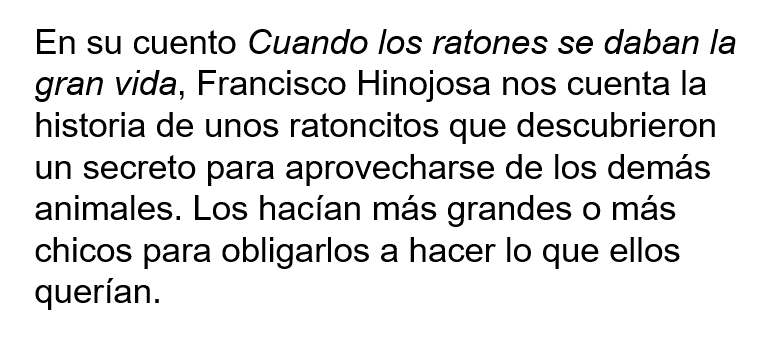 En su cuento Cuando los ratones se daban la
gran vida, Francisco Hinojosa nos cuenta la
historia de unos ratoncitos que descubrieron
un secreto para aprovecharse de los demás
animales. Los hacían más grandes o más
chicos para obligarlos a hacer lo que ellos
querían.